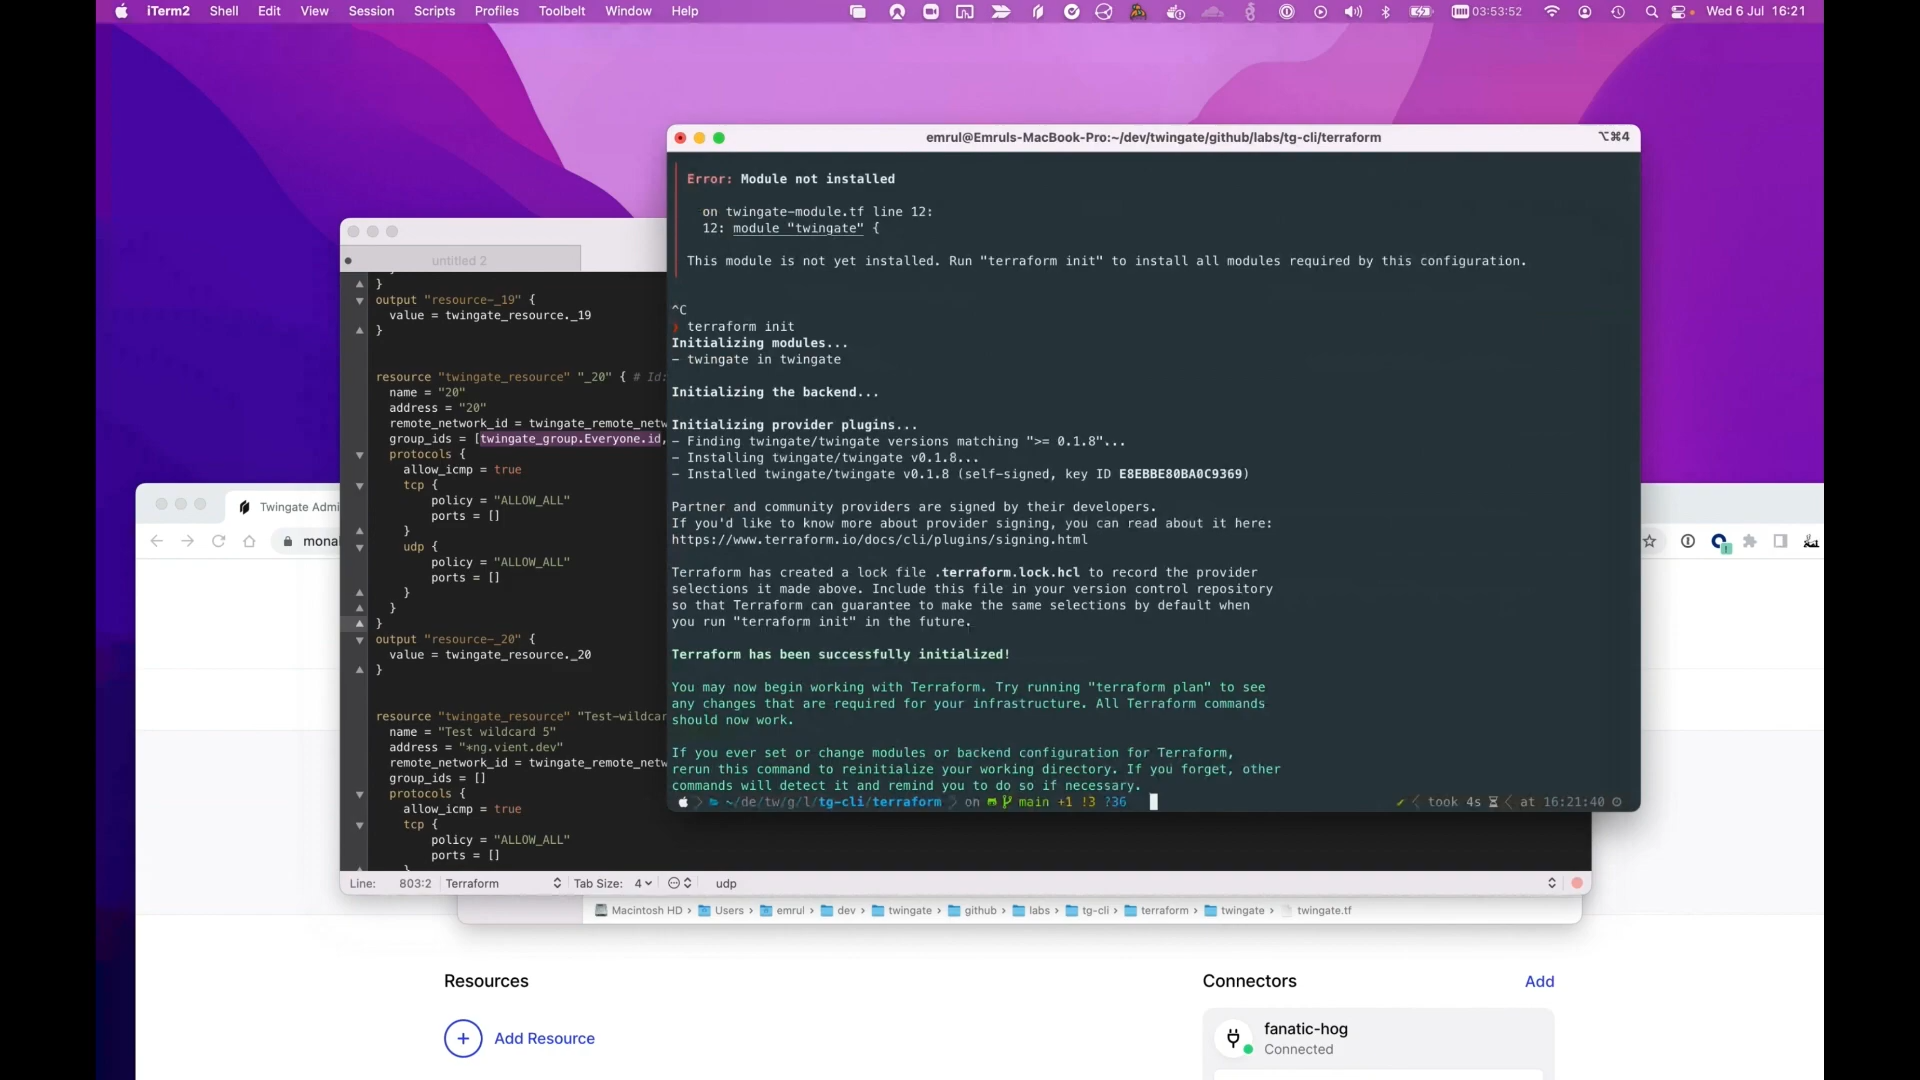 iTerm2 Shell Edit View Session Scripts Profiles Toolbelt Window Help 03:53:52 Wed 6 Jul 16:21
emrul@Emruls-MacBook-Pro:~/dev/twingate/github/labs/tg-cli/terraform ⌥⌘4
Error: Module not installed
on twingate-module.tf line 12:
12: module "twingate" {
This module is not yet installed. Run "terraform init" to install all modules required by this configuration.
^C
❯ terraform init
Initializing modules...
- twingate in twingate
Initializing the backend...
Initializing provider plugins...
- Finding twingate/twingate versions matching ">= 0.1.8"...
- Installing twingate/twingate v0.1.8...
- Installed twingate/twingate v0.1.8 (self-signed, key ID E8EBBE80BA0C9369)
Partner and community providers are signed by their developers.
If you'd like to know more about provider signing, you can read about it here:
https://www.terraform.io/docs/cli/plugins/signing.html
Terraform has created a lock file .terraform.lock.hcl to record the provider
selections it made above. Include this file in your version control repository
so that Terraform can guarantee to make the same selections by default when
you run "terraform init" in the future.
Terraform has been successfully initialized!
You may now begin working with Terraform. Try running "terraform plan" to see
any changes that are required for your infrastructure. All Terraform commands
should now work.
If you ever set or change modules or backend configuration for Terraform,
rerun this command to reinitialize your working directory. If you forget, other
commands will detect it and remind you to do so if necessary.
~/de/tw/g/l/tg-cli/terraform on main +1 !3 ?36 took 4s at 16:21:40
untitled 2
}
output "resource-_19" {
value = twingate_resource._19
}
resource "twingate_resource" "_20" { # Id:
name = "20"
address = "20"
remote_network_id = twingate_remote_netw
group_ids = [twingate_group.Everyone.id,
protocols {
allow_icmp = true
tcp {
policy = "ALLOW_ALL"
ports = []
}
udp {
policy = "ALLOW_ALL"
ports = []
}
}
}
output "resource-_20" {
value = twingate_resource._20
}
resource "twingate_resource" "Test-wildcar
name = "Test wildcard 5"
address = "*ng.vient.dev"
remote_network_id = twingate_remote_netw
group_ids = []
protocols {
allow_icmp = true
tcp {
policy = "ALLOW_ALL"
ports = []
}
Line: 803:2 Terraform Tab Size: 4 udp
Macintosh HD › Users › emrul › dev › twingate › github › labs › tg-cli › terraform › twingate › twingate.tf
Twingate Admi
mona
Resources
Add Resource
Connectors Add
fanatic-hog
Connected